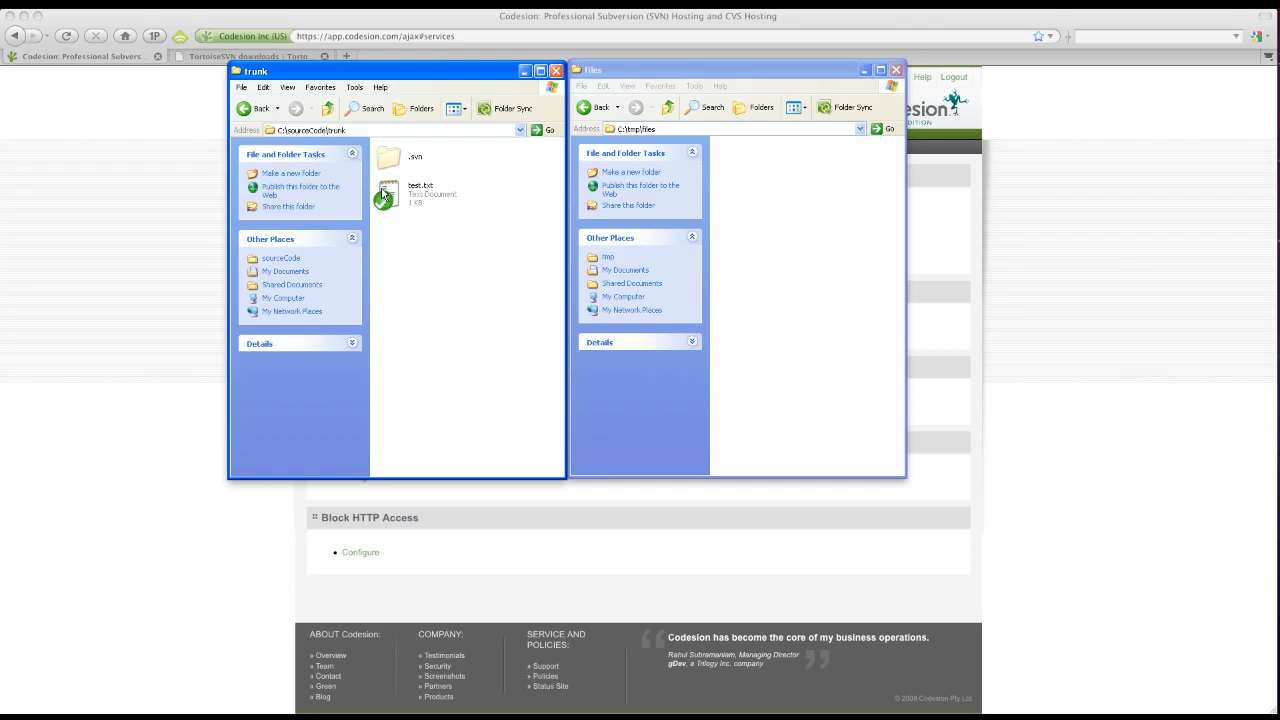 Codesion: Professional Subversion (SVN) Hosting and CVS Hosting
1P
Codesion Inc (US)
https://app.codesion.com/ajax#services
Codesion: Professional Subvers...
TortoiseSVN downloads | Torto...
trunk
File Edit View Favorites Tools Help
Back Search Folders Folder Sync
Address C:\sourceCode\trunk Go
File and Folder Tasks
Make a new folder
Publish this folder to the
Web
Share this folder
Other Places
sourceCode
My Documents
Shared Documents
My Computer
My Network Places
Details
.svn
test.txt
Text Document
1 KB
files
File Edit View Favorites Tools Help
Back Search Folders Folder Sync
Address C:\tmp\files Go
File and Folder Tasks
Make a new folder
Publish this folder to the
Web
Share this folder
Other Places
tmp
My Documents
Shared Documents
My Computer
My Network Places
Details
Help Logout
desion
EDITION
Block HTTP Access
• Configure
ABOUT Codesion:
» Overview
» Team
» Contact
» Green
» Blog
COMPANY:
» Testimonials
» Security
» Screenshots
» Partners
» Products
SERVICE AND
POLICIES:
» Support
» Policies
» Status Site
Codesion has become the core of my business operations.
Rahul Subramaniam, Managing Director
gDev, a Trilogy Inc. company
© 2009 Codesion Pty Ltd